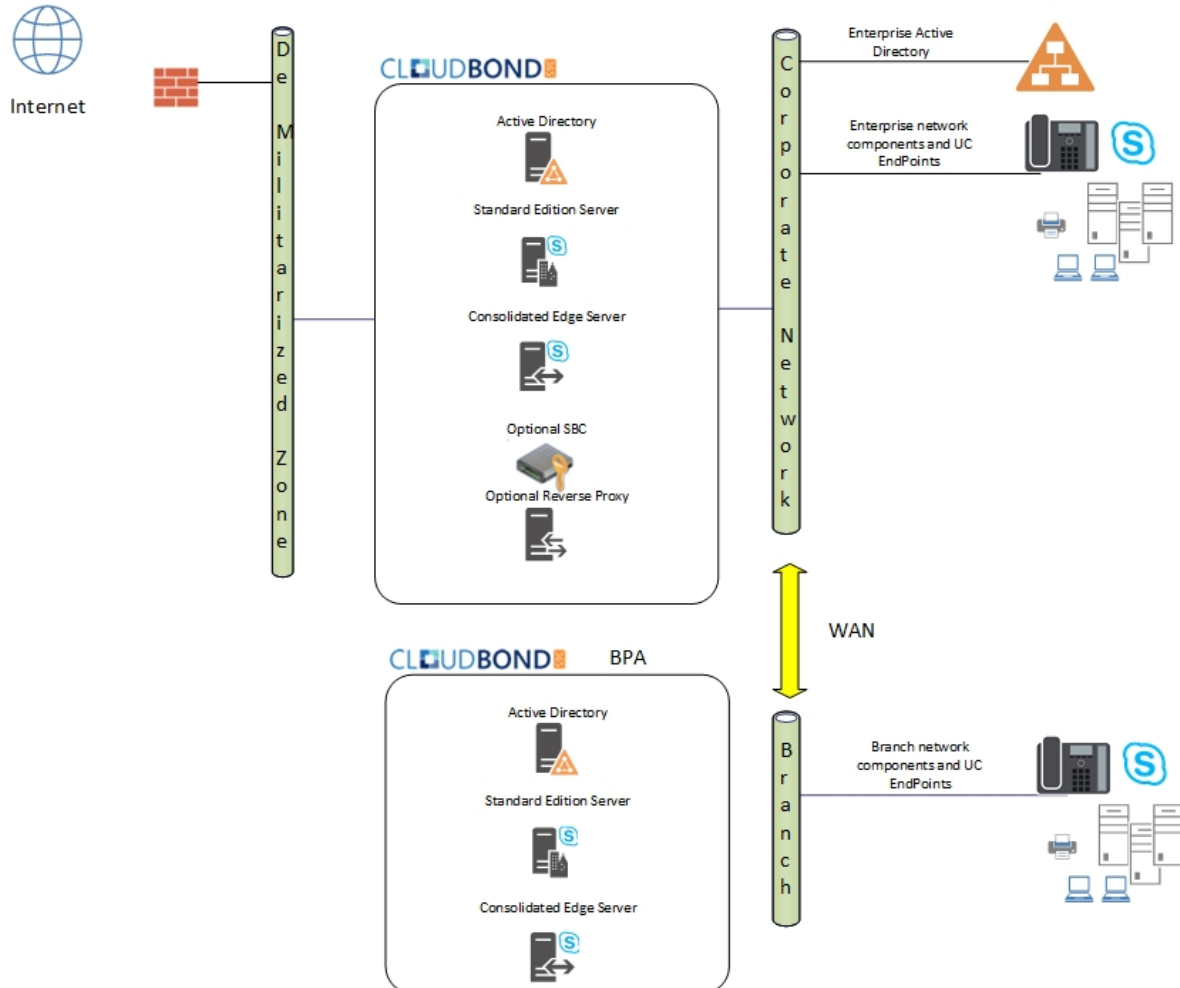 Internet
De Militarized Zone
CLOUDBOND
Active Directory
Standard Edition Server
Consolidated Edge Server
Optional SBC
Optional Reverse Proxy
Corporate Network
Enterprise Active
Directory
Enterprise network
components and UC
EndPoints
S
S
S
WAN
CLOUDBOND
BPA
Active Directory
Standard Edition Server
S
Consolidated Edge Server
S
Branch
Branch network
components and UC
EndPoints
S